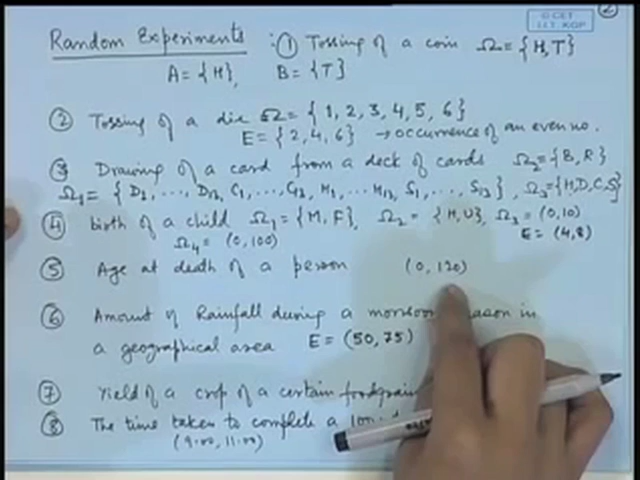 2
© CET
I.I.T. KGP
Random Experiments : ① Tossing of a coin Ω = {H, T}
A = {H}, B = {T}
② Tossing of a die Ω = {1, 2, 3, 4, 5, 6}
E = {2, 4, 6} → occurrence of an even no.
③ Drawing of a card from a deck of cards Ω₂ = {B, R}
Ω₁ = {D₁, ..., D₁₃, C₁, ..., C₁₃, H₁ ... H₁₃, S₁, ..., S₁₃}, Ω₃ = {H, D, C, S}
④ birth of a child Ω₁ = {M, F}, Ω₂ = {H, U}, Ω₃ = (0, 10)
Ω₄ = (0, 100) E = (4, 8)
⑤ Age at death of a person (0, 120)
⑥ Amount of Rainfall during a monsoon season in
a geographical area E = (50, 75)
⑦ Yield of a crop of a certain foodgrain
⑧ The time taken to complete a 100
(9.00, 11.00)